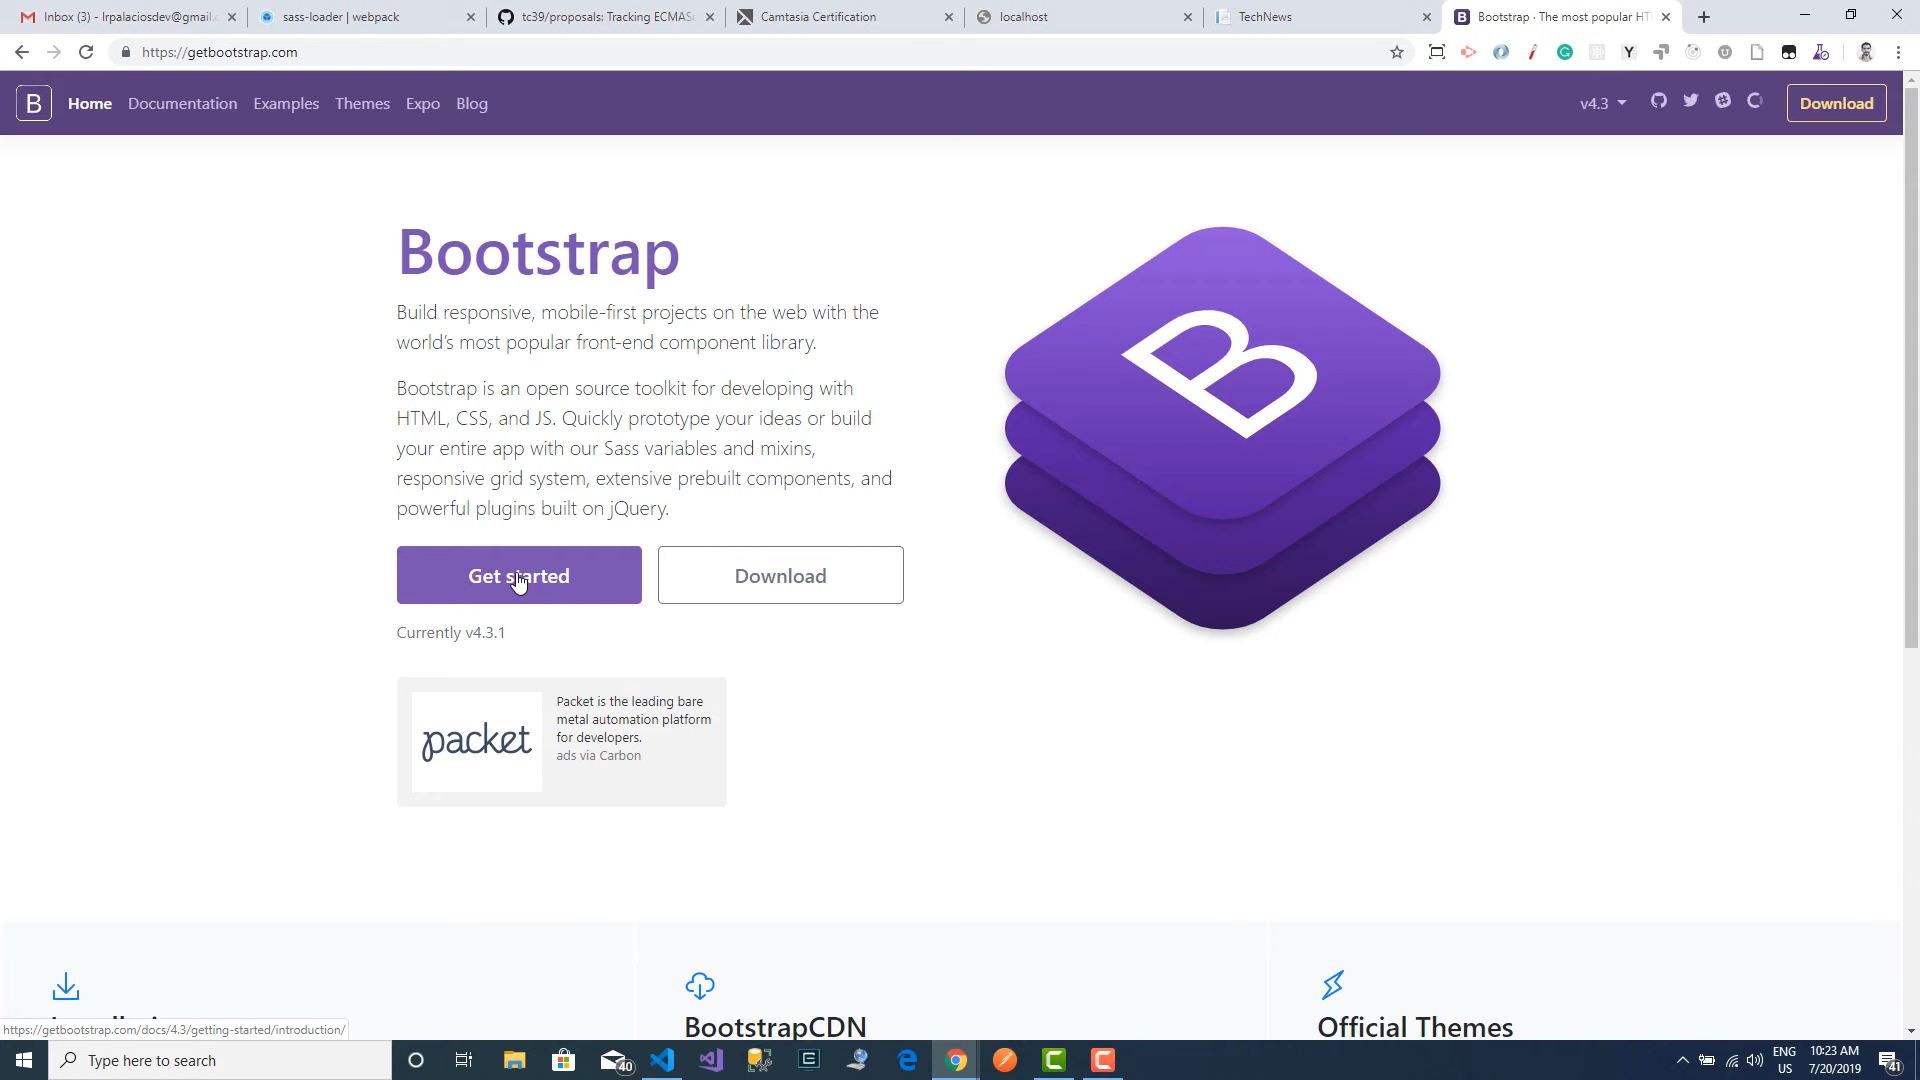 Inbox (3) - lrpalaciosdev@gmail.c
sass-loader | webpack
tc39/proposals: Tracking ECMASc
Camtasia Certification
localhost
TechNews
Bootstrap · The most popular HT
https://getbootstrap.com
B
Home
Documentation
Examples
Themes
Expo
Blog
v4.3
Download
Bootstrap
Build responsive, mobile-first projects on the web with the
world's most popular front-end component library.
Bootstrap is an open source toolkit for developing with
HTML, CSS, and JS. Quickly prototype your ideas or build
your entire app with our Sass variables and mixins,
responsive grid system, extensive prebuilt components, and
powerful plugins built on jQuery.
B
Get started
Download
Currently v4.3.1
packet
Packet is the leading bare
metal automation platform
for developers.
ads via Carbon
BootstrapCDN
Official Themes
https://getbootstrap.com/docs/4.3/getting-started/introduction/
Type here to search
40
ENG
US
10:23 AM
7/20/2019
41